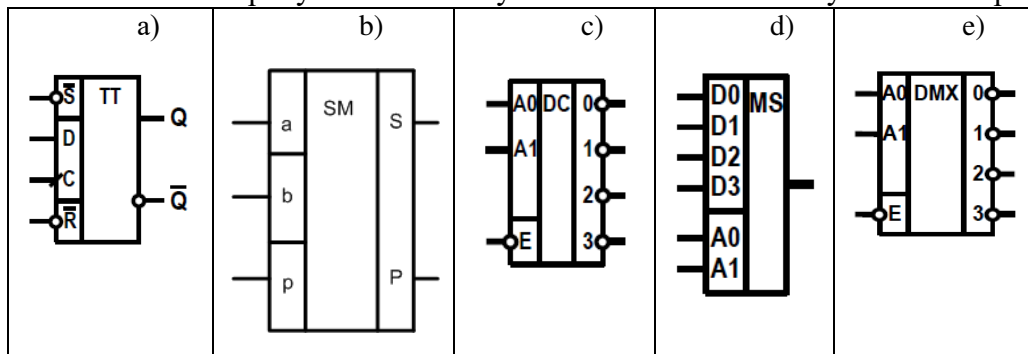 a) b) c) d) e)
S̅ TT
D Q
C
R̅ Q̅
SM
a S
b
p P
A0 DC 0
A1 1
2
E 3
D0 MS
D1
D2
D3
A0
A1
A0 DMX 0
A1 1
2
E 3